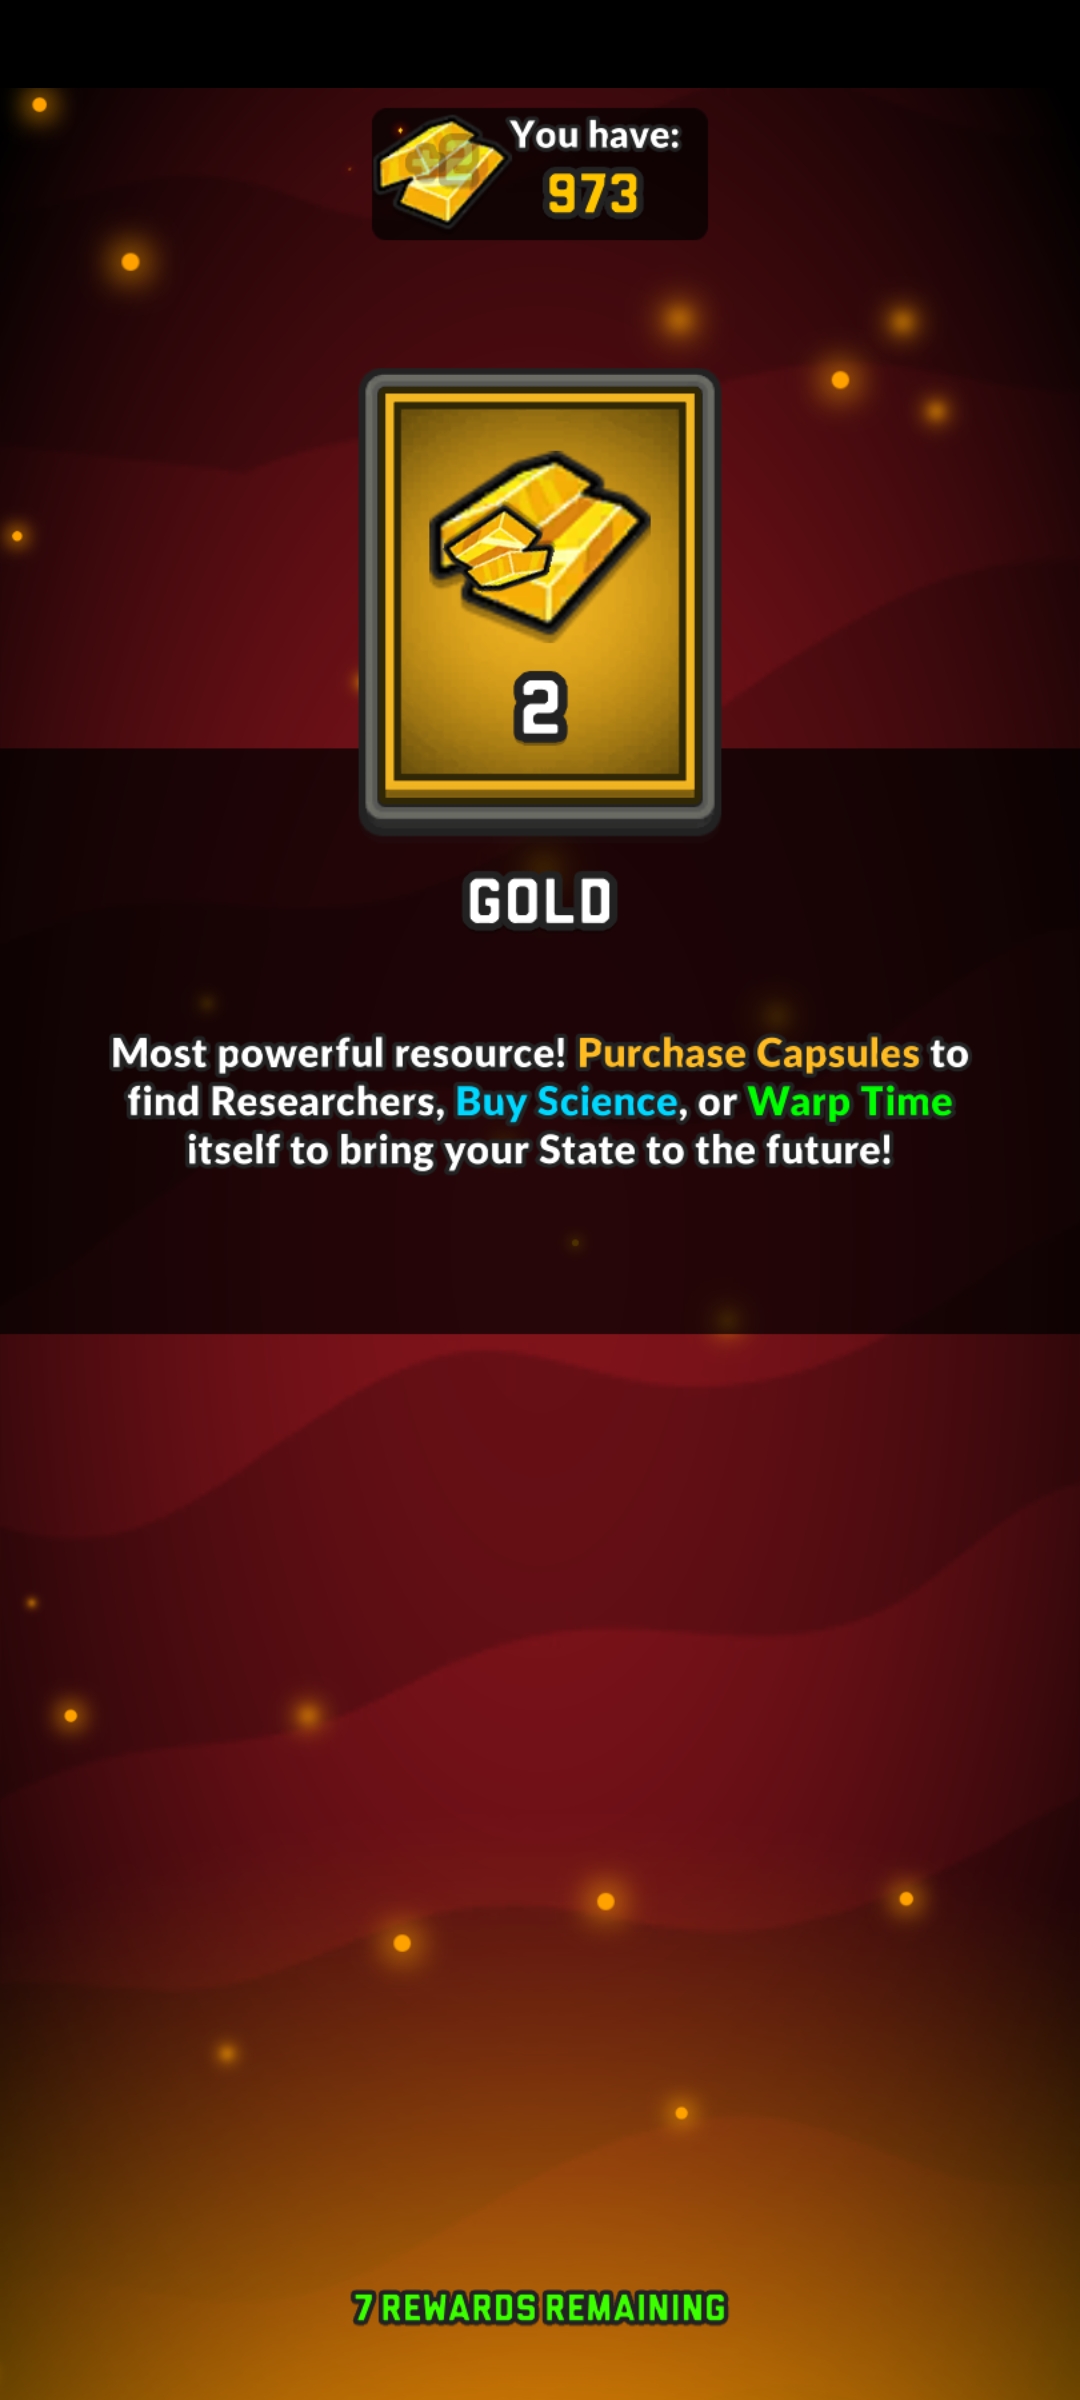 You have:
973
2
GOLD
Most powerful resource! Purchase Capsules to
find Researchers, Buy Science, or Warp Time
itself to bring your State to the future!
7 REWARDS REMAINING